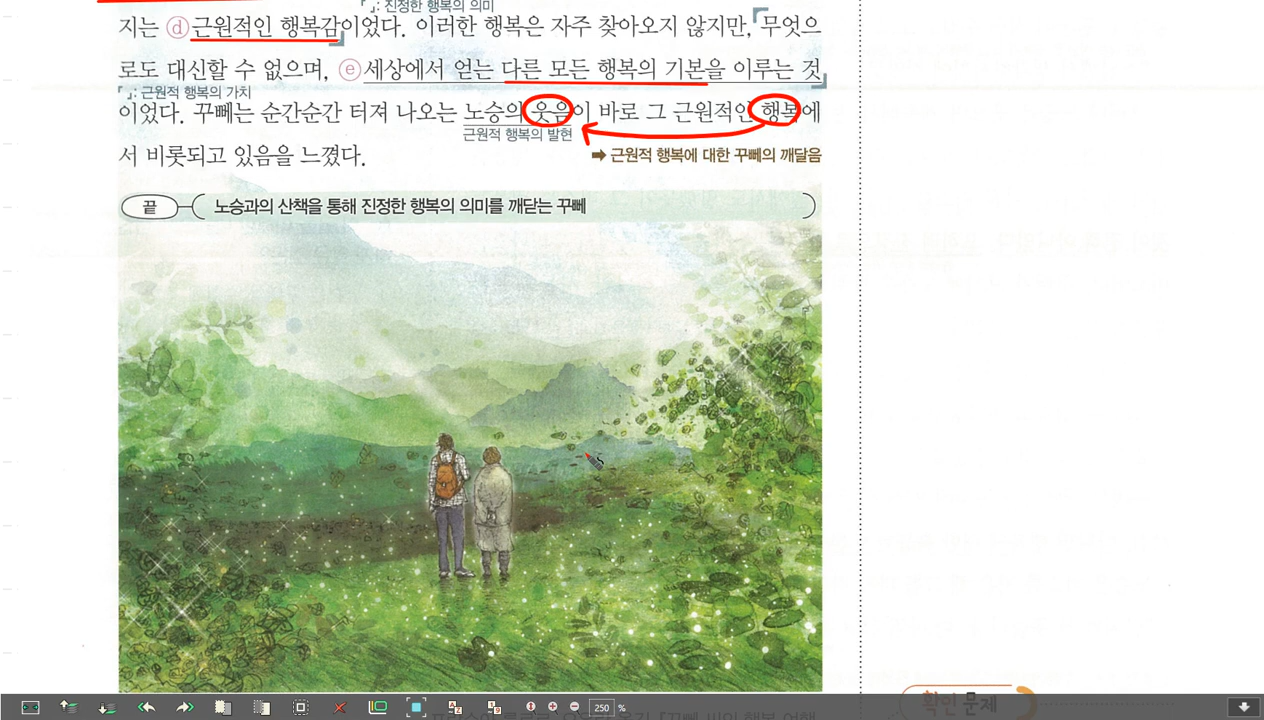 「 」: 진정한 행복의 의미
지는 ⓓ근원적인 행복감」이었다. 이러한 행복은 자주 찾아오지 않지만, 「무엇으
로도 대신할 수 없으며, ⓔ세상에서 얻는 다른 모든 행복의 기본을 이루는 것」
「 」: 근원적 행복의 가치
이었다. 꾸뻬는 순간순간 터져 나오는 노승의 웃음이 바로 그 근원적인 행복에
근원적 행복의 발현
서 비롯되고 있음을 느꼈다.
➡ 근원적 행복에 대한 꾸뻬의 깨달음
끝 노승과의 산책을 통해 진정한 행복의 의미를 깨닫는 꾸뻬
확인 문제
250 %